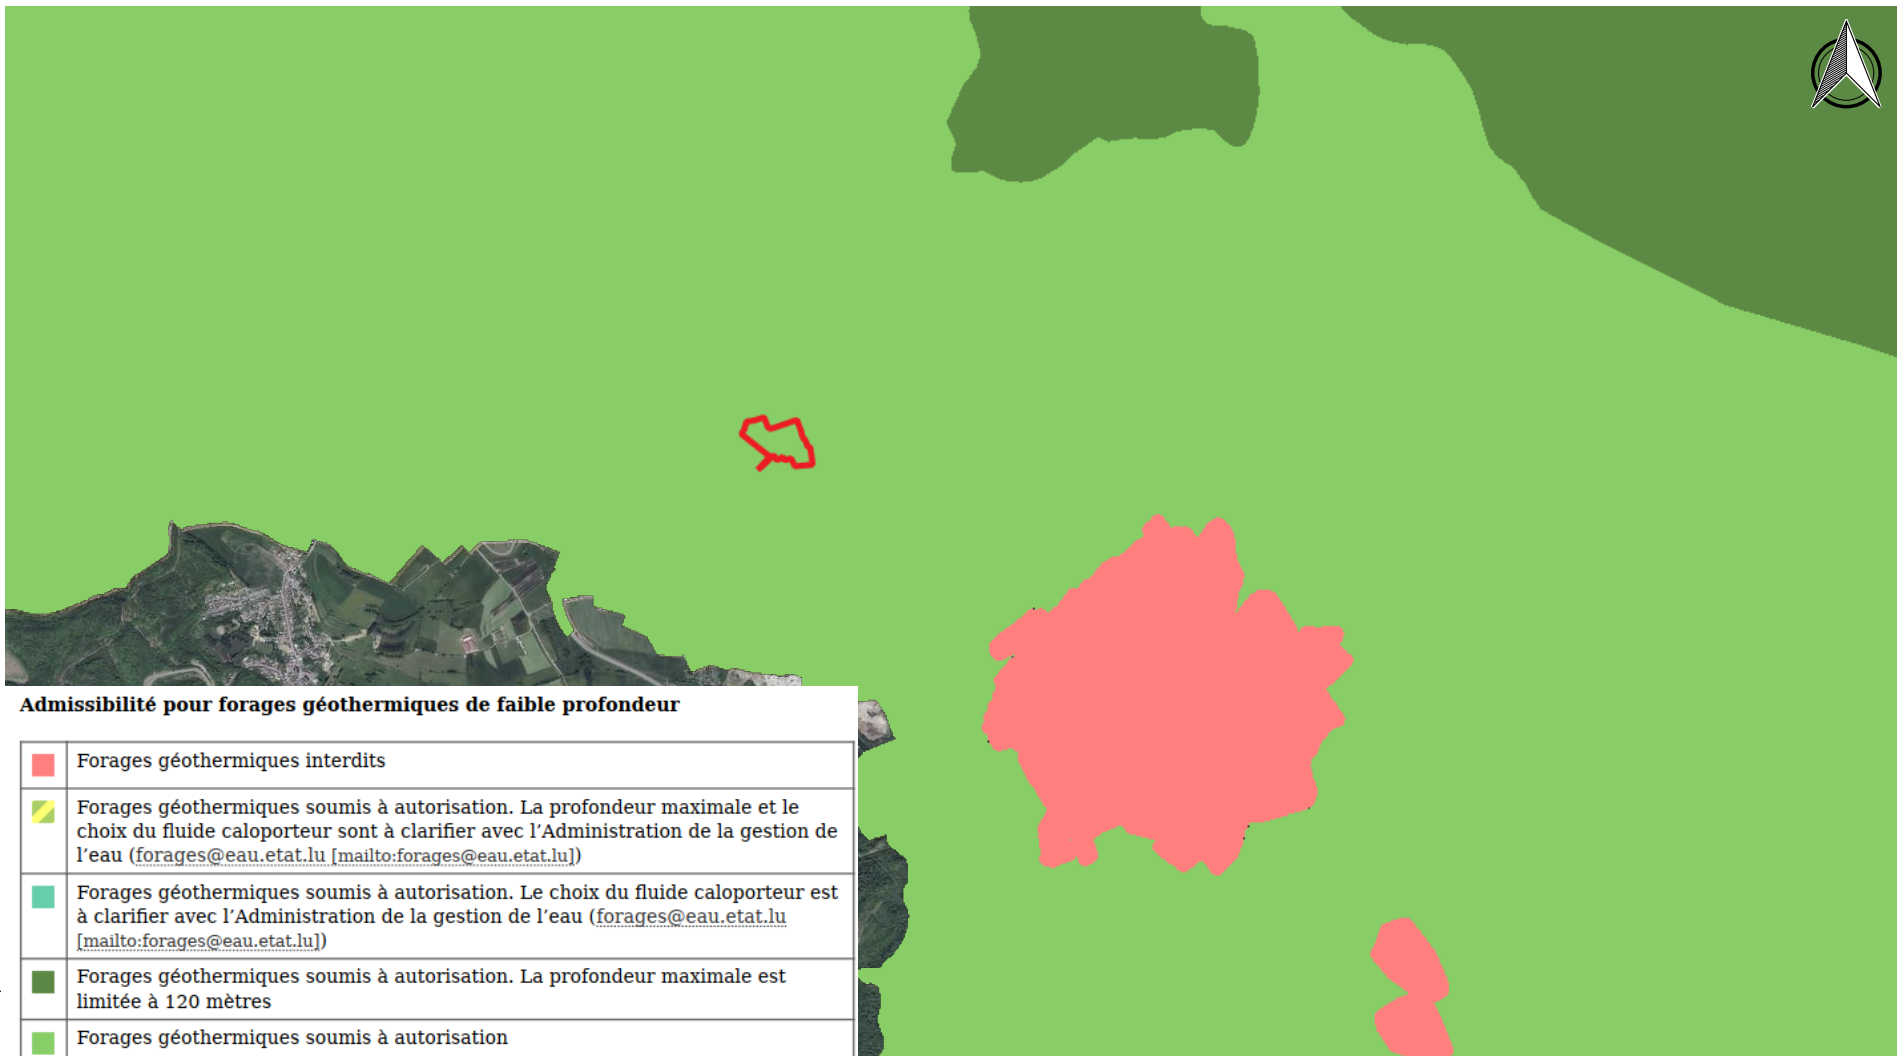 Admissibilité pour forages géothermiques de faible profondeur
Forages géothermiques interdits
Forages géothermiques soumis à autorisation. La profondeur maximale et le
choix du fluide caloporteur sont à clarifier avec l’Administration de la gestion de
l’eau (forages@eau.etat.lu [mailto:forages@eau.etat.lu])
Forages géothermiques soumis à autorisation. Le choix du fluide caloporteur est
à clarifier avec l’Administration de la gestion de l’eau (forages@eau.etat.lu
[mailto:forages@eau.etat.lu])
Forages géothermiques soumis à autorisation. La profondeur maximale est
limitée à 120 mètres
Forages géothermiques soumis à autorisation